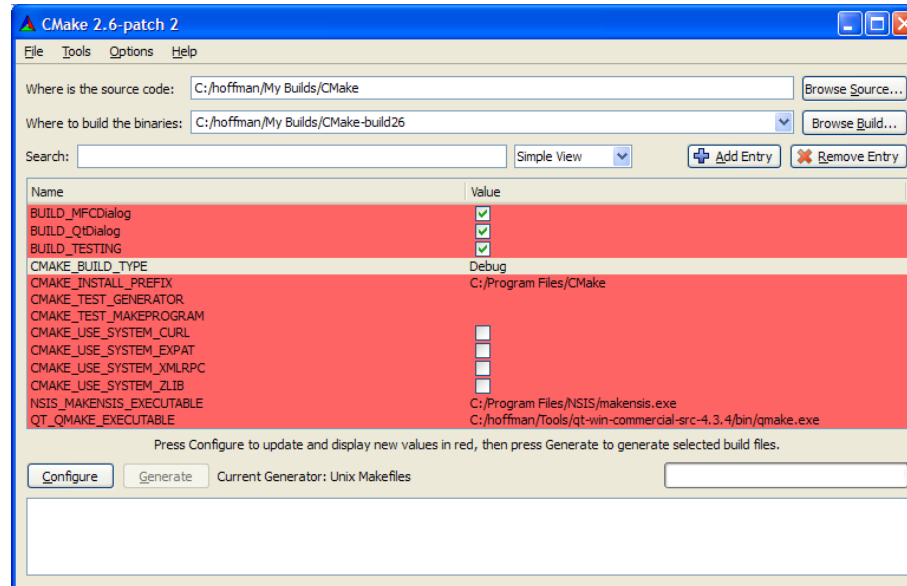 CMake 2.6-patch 2
File Tools Options Help
Where is the source code: C:/hoffman/My Builds/CMake Browse Source...
Where to build the binaries: C:/hoffman/My Builds/CMake-build26 Browse Build...
Search: Simple View Add Entry Remove Entry
Name Value
BUILD_MFCDialog
BUILD_QtDialog
BUILD_TESTING
CMAKE_BUILD_TYPE Debug
CMAKE_INSTALL_PREFIX C:/Program Files/CMake
CMAKE_TEST_GENERATOR
CMAKE_TEST_MAKEPROGRAM
CMAKE_USE_SYSTEM_CURL
CMAKE_USE_SYSTEM_EXPAT
CMAKE_USE_SYSTEM_XMLRPC
CMAKE_USE_SYSTEM_ZLIB
NSIS_MAKENSIS_EXECUTABLE C:/Program Files/NSIS/makensis.exe
QT_QMAKE_EXECUTABLE C:/hoffman/Tools/qt-win-commercial-src-4.3.4/bin/qmake.exe
Press Configure to update and display new values in red, then press Generate to generate selected build files.
Configure Generate Current Generator: Unix Makefiles